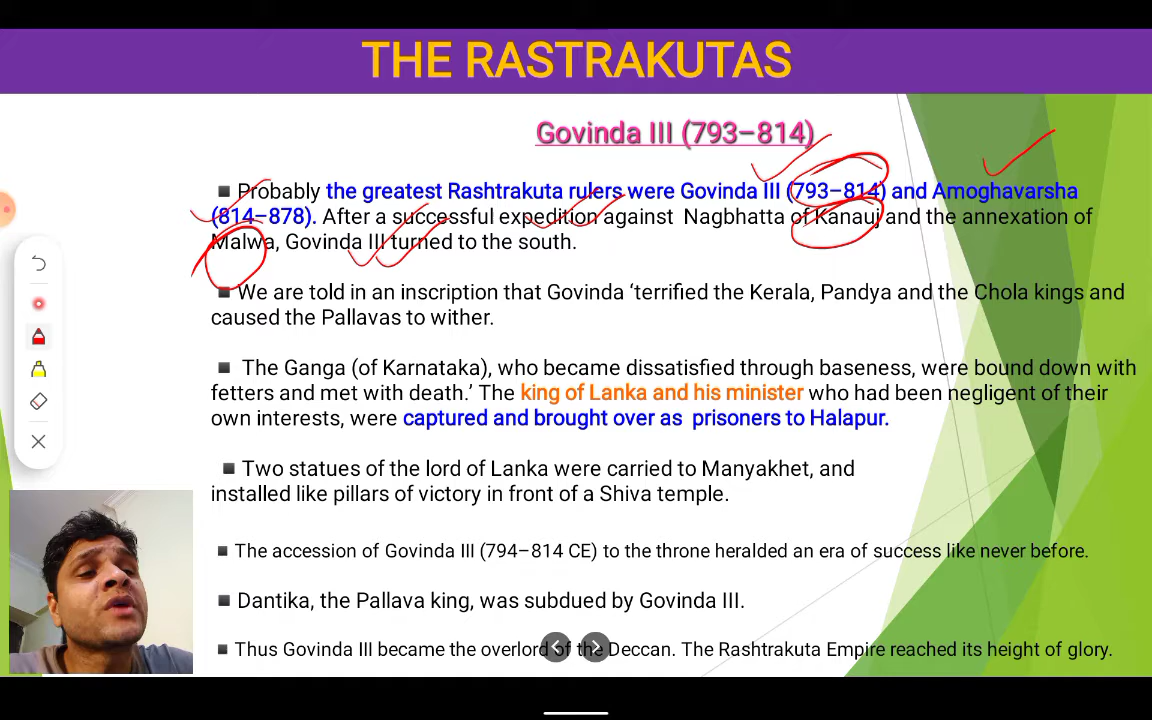 THE RASTRAKUTAS
Govinda III (793–814)
▪ Probably the greatest Rashtrakuta rulers were Govinda III (793–814) and Amoghavarsha
(814–878). After a successful expedition against Nagbhatta of Kanauj and the annexation of
Malwa, Govinda III turned to the south.
▪ We are told in an inscription that Govinda ‘terrified the Kerala, Pandya and the Chola kings and
caused the Pallavas to wither.
▪ The Ganga (of Karnataka), who became dissatisfied through baseness, were bound down with
fetters and met with death.’ The king of Lanka and his minister who had been negligent of their
own interests, were captured and brought over as prisoners to Halapur.
▪ Two statues of the lord of Lanka were carried to Manyakhet, and
installed like pillars of victory in front of a Shiva temple.
▪ The accession of Govinda III (794–814 CE) to the throne heralded an era of success like never before.
▪ Dantika, the Pallava king, was subdued by Govinda III.
▪ Thus Govinda III became the overlord of the Deccan. The Rashtrakuta Empire reached its height of glory.